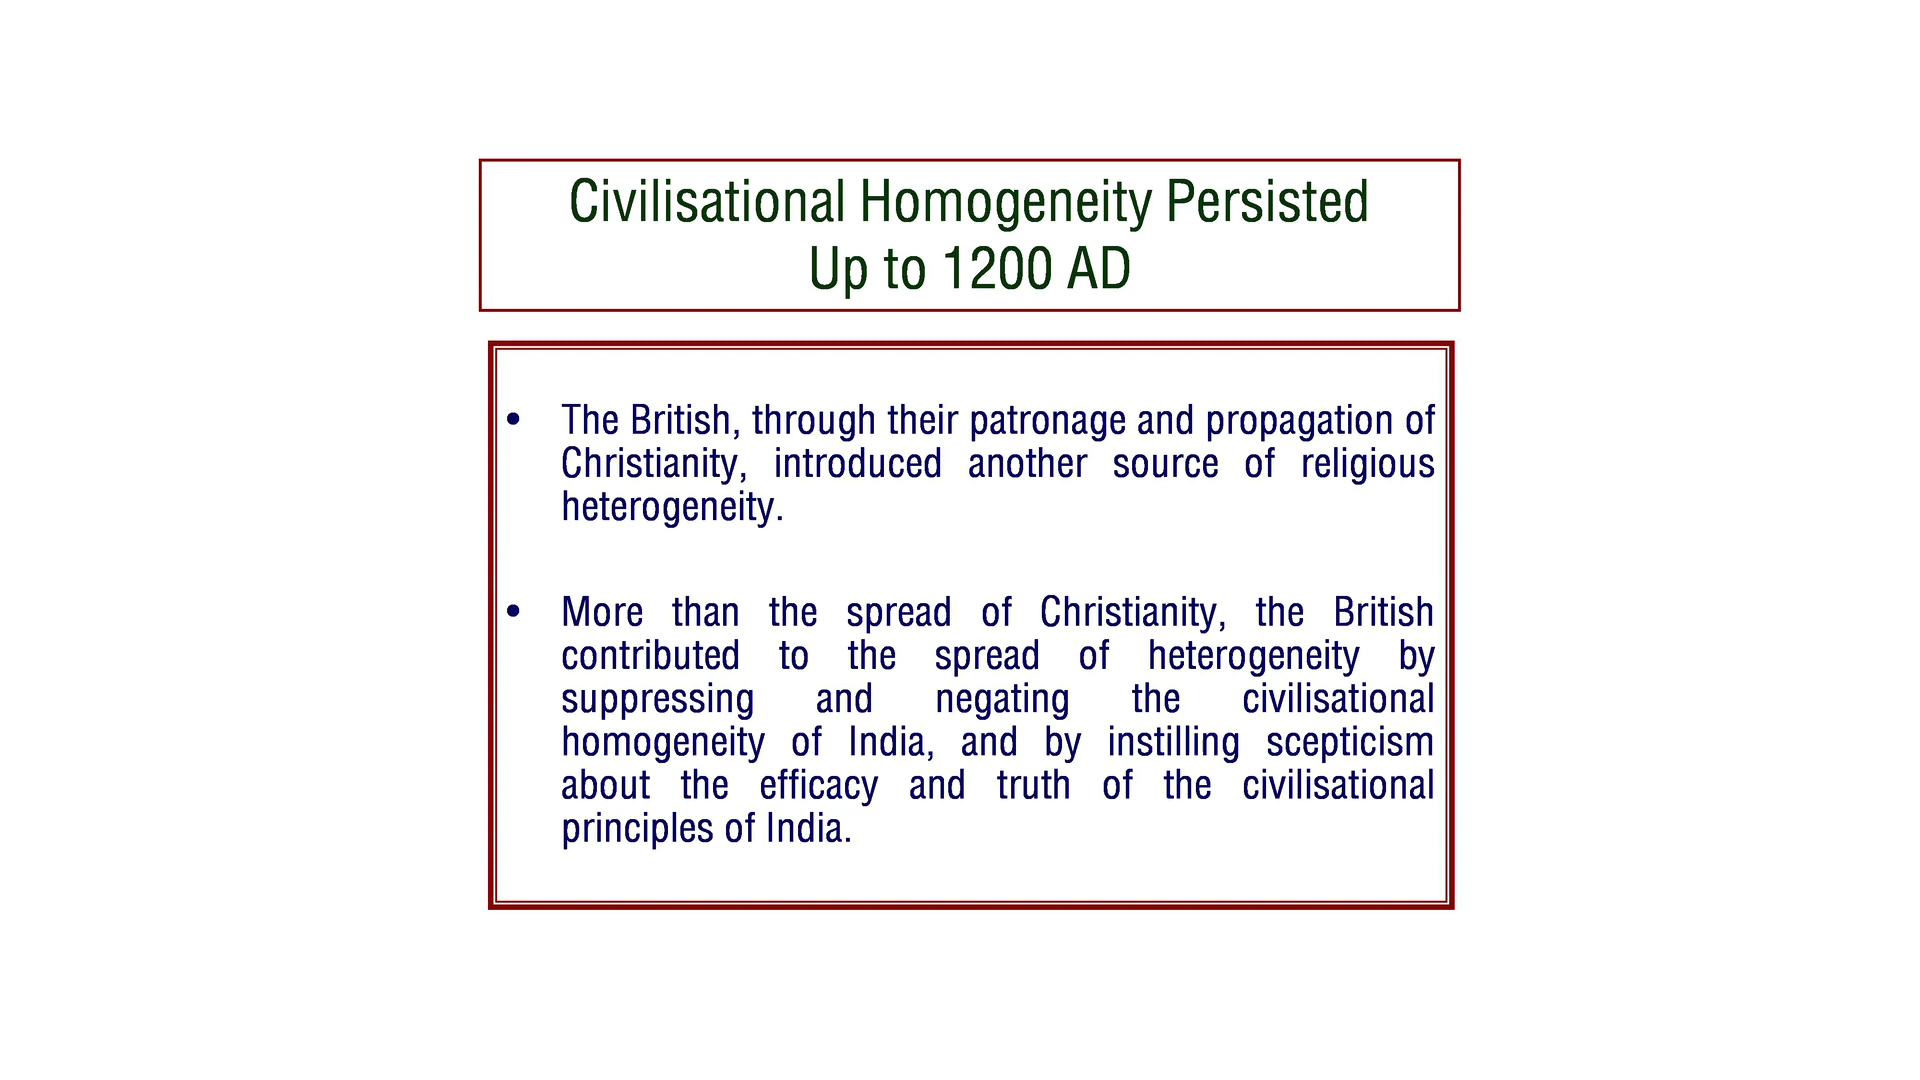 Civilisational Homogeneity Persisted
Up to 1200 AD
• The British, through their patronage and propagation of
Christianity, introduced another source of religious
heterogeneity.
• More than the spread of Christianity, the British
contributed to the spread of heterogeneity by
suppressing and negating the civilisational
homogeneity of India, and by instilling scepticism
about the efficacy and truth of the civilisational
principles of India.